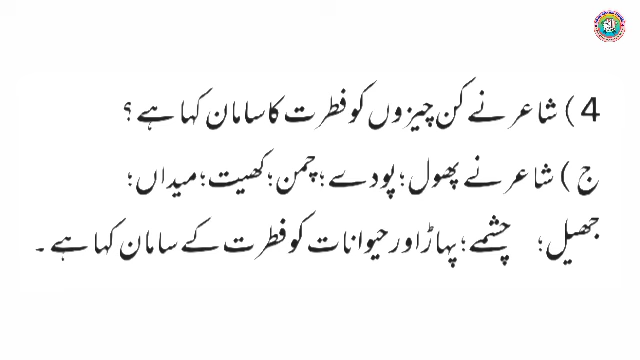 4 ) شاعر نے کن چیزوں کو فطرت کا سامان کہا ہے ؟
ج ) شاعر نے پھول ؛ پودے ؛ چمن ؛ کھیت ؛ میداں ؛
جھیل ؛ چشمے ؛ پہاڑ اور حیوانات کو فطرت کے سامان کہا ہے ۔